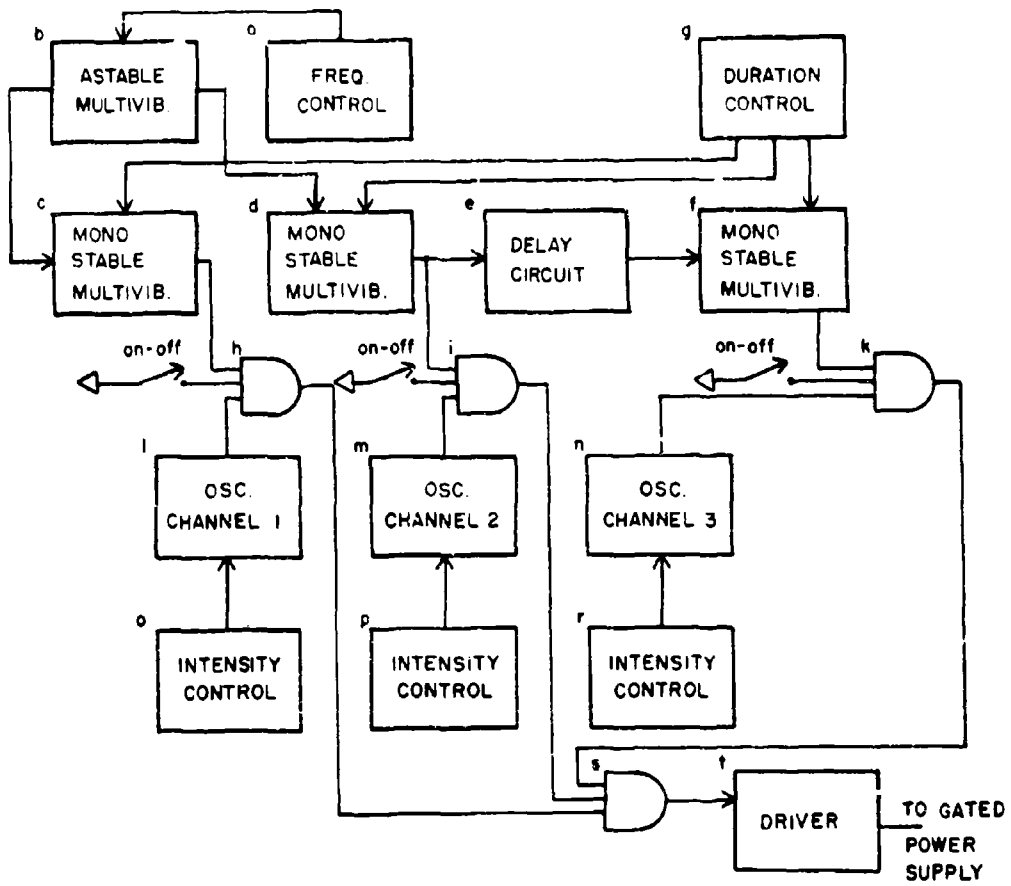 b
ASTABLE
MULTIVIB.
a
FREQ.
CONTROL
g
DURATION
CONTROL
c
MONO
STABLE
MULTIVIB.
d
MONO
STABLE
MULTIVIB.
e
DELAY
CIRCUIT
f
MONO
STABLE
MULTIVIB.
on-off
h
on-off
i
on-off
k
l
OSC.
CHANNEL 1
m
OSC.
CHANNEL 2
n
OSC.
CHANNEL 3
o
INTENSITY
CONTROL
p
INTENSITY
CONTROL
r
INTENSITY
CONTROL
s
t
DRIVER
TO GATED
POWER
SUPPLY